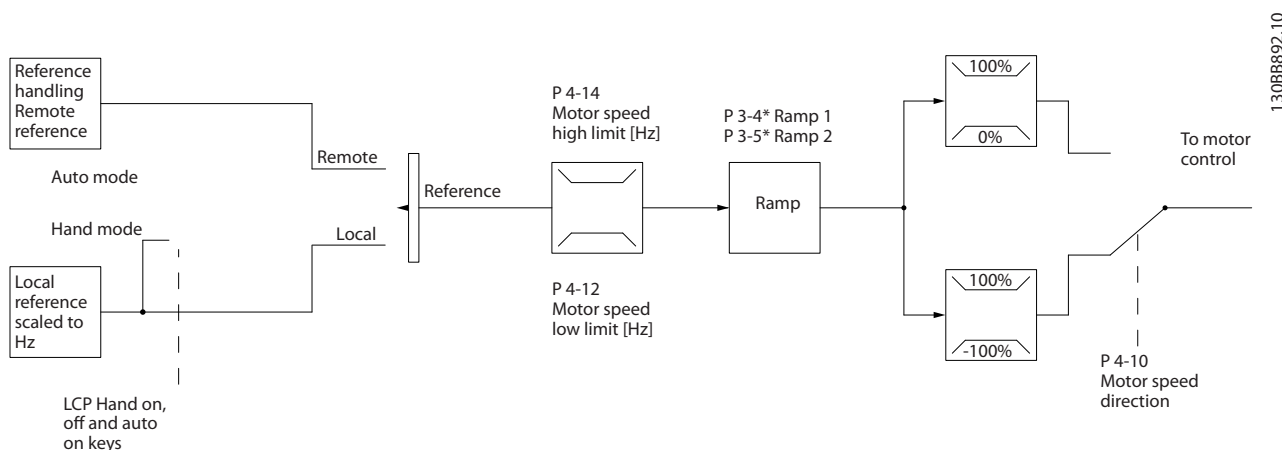 Reference
handling
Remote
reference
Auto mode
Hand mode
Local
reference
scaled to
Hz
LCP Hand on,
off and auto
on keys
Remote
Local
Reference
P 4-14
Motor speed
high limit [Hz]
P 4-12
Motor speed
low limit [Hz]
P 3-4* Ramp 1
P 3-5* Ramp 2
Ramp
100%
0%
100%
-100%
To motor
control
P 4-10
Motor speed
direction
130BB892.10